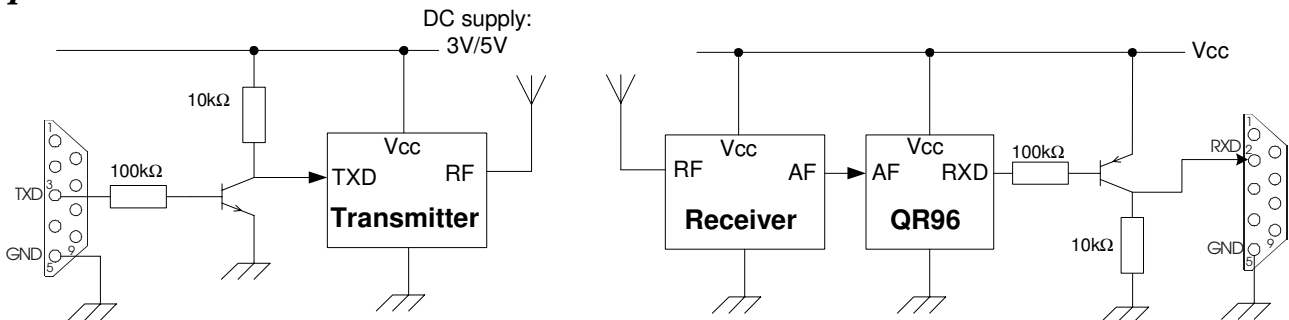 DC supply:
3V/5V
10kΩ
1
TXD
3
100kΩ
GND
5
9
Vcc
TXD
RF
Transmitter
Vcc
RF
Vcc
AF
Receiver
AF
Vcc
RXD
QR96
100kΩ
10kΩ
1
RXD
2
GND
5
9